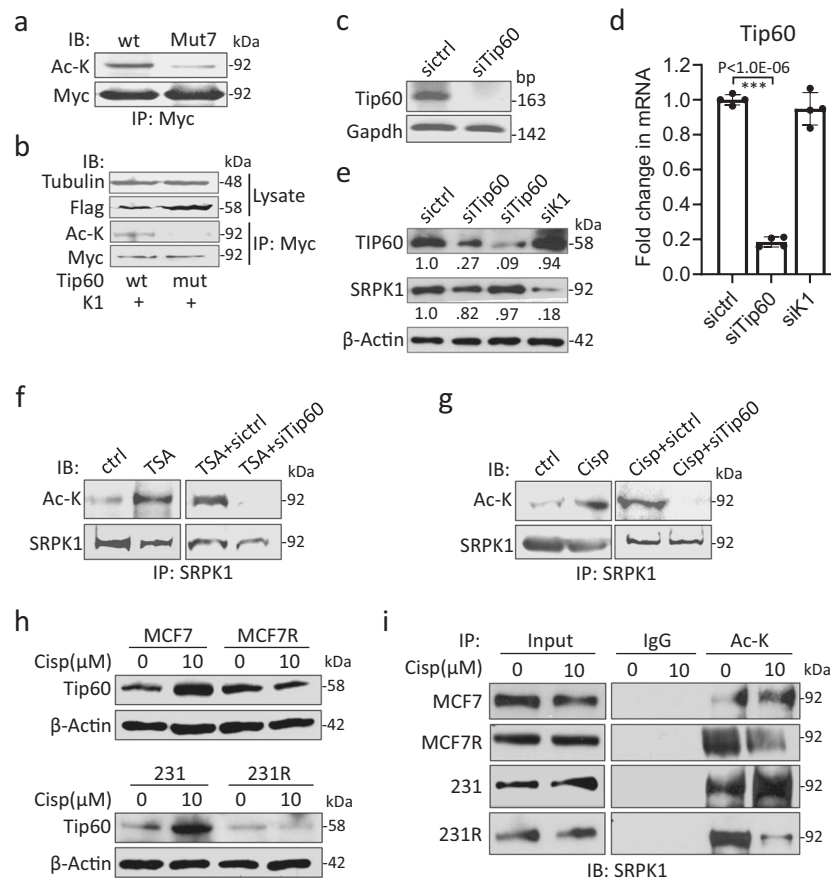 a
IB: wt Mut7 kDa
Ac-K -92
Myc -92
IP: Myc
b
IB: kDa
Tubulin -48
Flag -58
Lysate
Ac-K -92
Myc -92
IP: Myc
Tip60 wt mut
K1 + +
c
sictrl siTip60 bp
Tip60 -163
Gapdh -142
d
Tip60
P<1.0E-06
***
Fold change in mRNA
1.2
1.0
0.8
0.6
0.4
0.2
0.0
sictrl siTip60 siK1
e
sictrl siTip60 siTip60 siK1 kDa
TIP60 -58
1.0 .27 .09 .94
SRPK1 -92
1.0 .82 .97 .18
β-Actin -42
f
IB: ctrl TSA TSA+sictrl TSA+siTip60 kDa
Ac-K -92
SRPK1 -92
IP: SRPK1
g
IB: ctrl Cisp Cisp+sictrl Cisp+siTip60 kDa
Ac-K -92
SRPK1 -92
IP: SRPK1
h
MCF7 MCF7R
Cisp(μM) 0 10 0 10 kDa
Tip60 -58
β-Actin -42
231 231R
Cisp(μM) 0 10 0 10 kDa
Tip60 -58
β-Actin -42
i
IP: Input IgG Ac-K
Cisp(μM) 0 10 0 10 0 10 kDa
MCF7 -92
MCF7R -92
231 -92
231R -92
IB: SRPK1